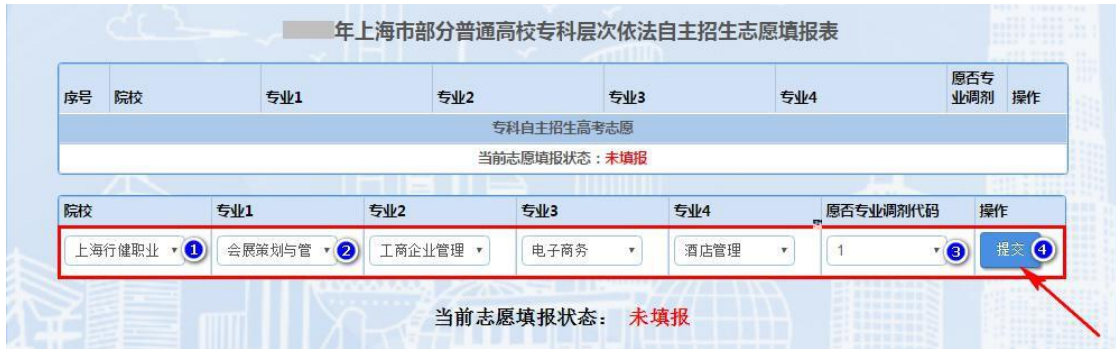 年上海市部分普通高校专科层次依法自主招生志愿填报表
序号 院校 专业1 专业2 专业3 专业4 愿否专业调剂 操作
专科自主招生高考志愿
当前志愿填报状态：未填报
院校 专业1 专业2 专业3 专业4 愿否专业调剂代码 操作
上海行健职业 1 会展策划与管 2 工商企业管理 电子商务 酒店管理 1 3 提交 4
当前志愿填报状态： 未填报